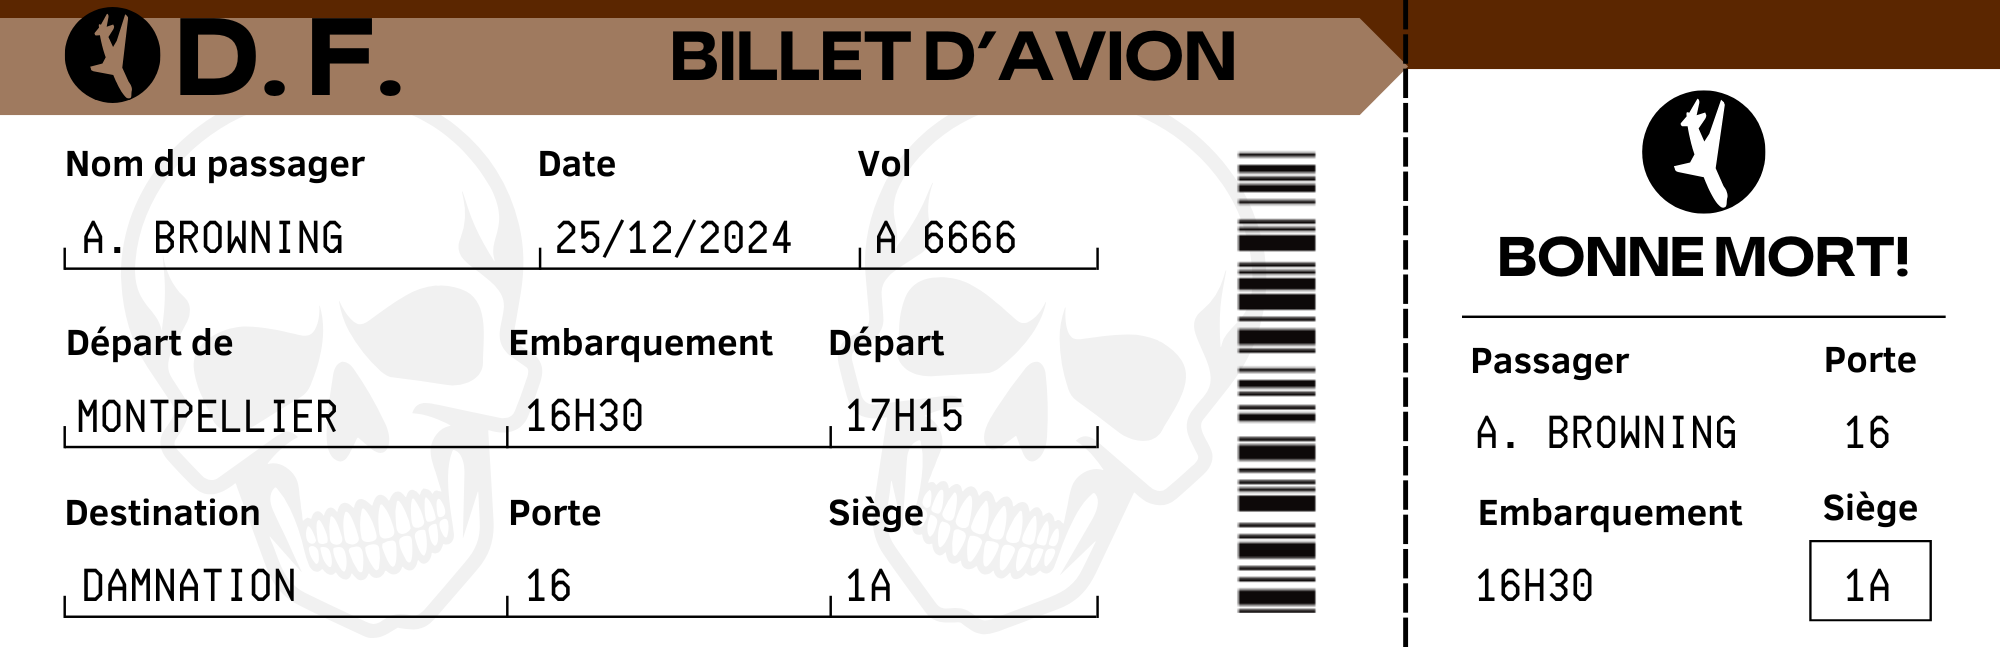 D. F.
BILLET D'AVION
Nom du passager Date Vol
A. BROWNING 25/12/2024 A 6666
Départ de Embarquement Départ
MONTPELLIER 16H30 17H15
Destination Porte Siège
DAMNATION 16 1A
BONNE MORT!
Passager Porte
A. BROWNING 16
Embarquement Siège
16H30 1A